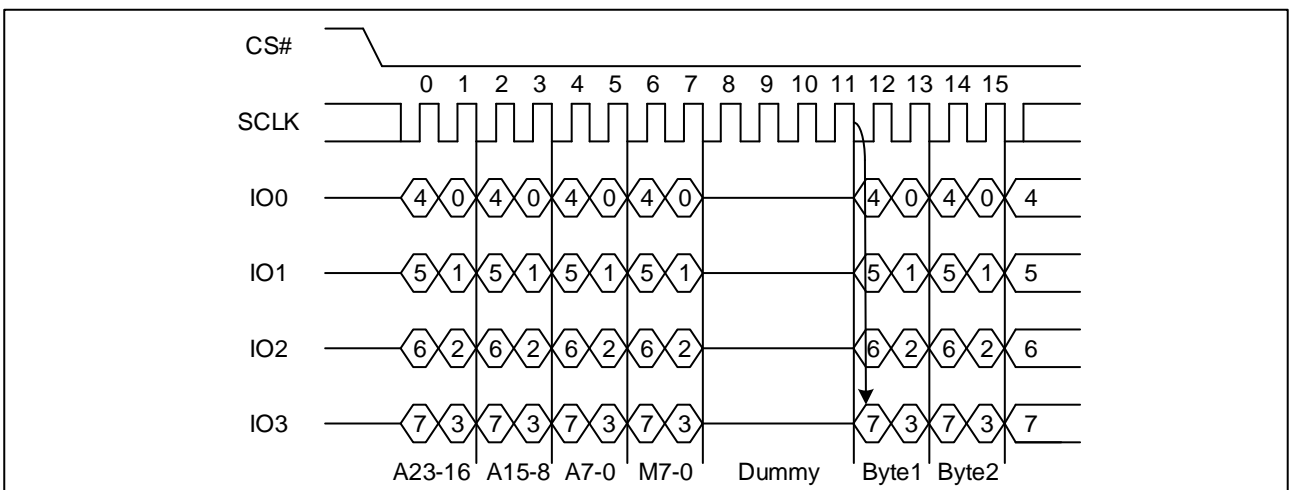 CS#
0 1 2 3 4 5 6 7 8 9 10 11 12 13 14 15
SCLK
IO0 4 0 4 0 4 0 4 0 4 0 4 0 4
IO1 5 1 5 1 5 1 5 1 5 1 5 1 5
IO2 6 2 6 2 6 2 6 2 6 2 6 2 6
IO3 7 3 7 3 7 3 7 3 7 3 7 3 7
A23-16 A15-8 A7-0 M7-0 Dummy Byte1 Byte2